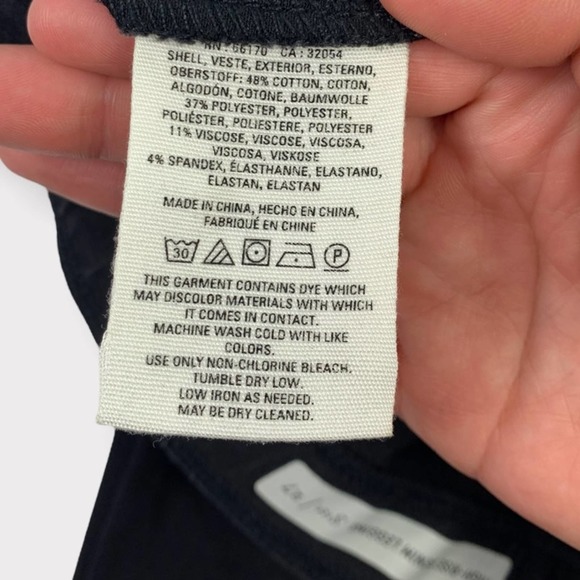 RN: 66170 CA: 32054
SHELL, VESTE, EXTERIOR, ESTERNO,
OBERSTOFF: 48% COTTON, COTON,
ALGODÓN, COTONE, BAUMWOLLE
37% POLYESTER, POLYESTER,
POLIÉSTER, POLIESTERE, POLYESTER
11% VISCOSE, VISCOSE, VISCOSA,
VISCOSA, VISKOSE
4% SPANDEX, ÉLASTHANNE, ELASTANO,
ELASTAN, ELASTAN
MADE IN CHINA, HECHO EN CHINA,
FABRIQUÉ EN CHINE
30 P
THIS GARMENT CONTAINS DYE WHICH
MAY DISCOLOR MATERIALS WITH WHICH
IT COMES IN CONTACT.
MACHINE WASH COLD WITH LIKE
COLORS.
USE ONLY NON-CHLORINE BLEACH.
TUMBLE DRY LOW.
LOW IRON AS NEEDED.
MAY BE DRY CLEANED.